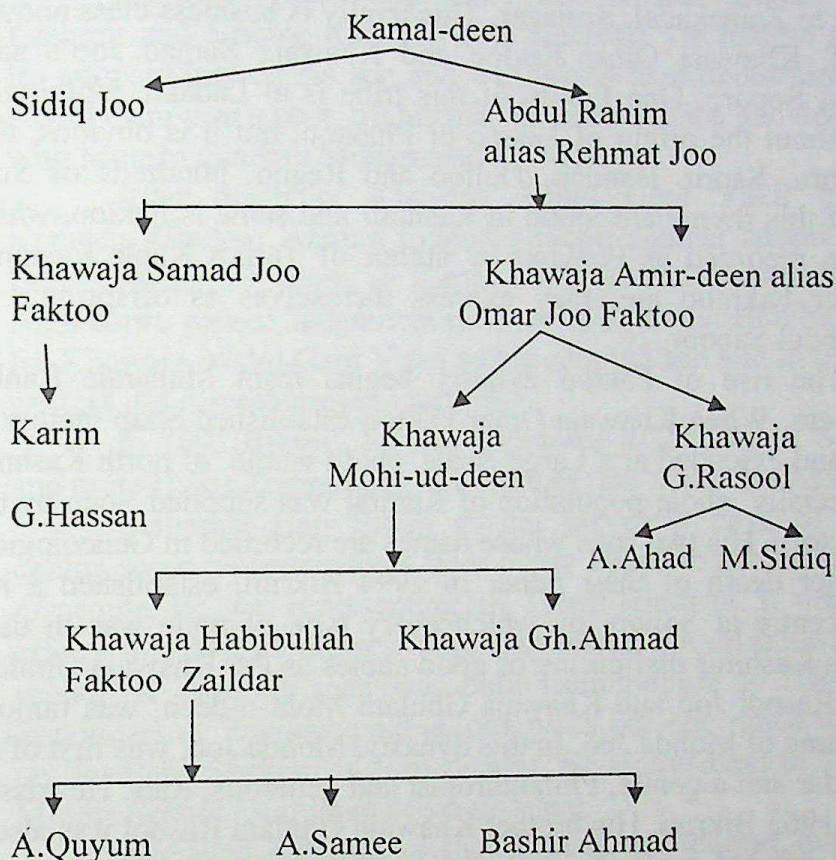 Kamal-deen
Sidiq Joo
Abdul Rahim
alias Rehmat Joo
Khawaja Samad Joo
Faktoo
Khawaja Amir-deen alias
Omar Joo Faktoo
Karim
G.Hassan
Khawaja
Mohi-ud-deen
Khawaja
G.Rasool
A.Ahad M.Sidiq
Khawaja Habibullah
Faktoo Zaildar
Khawaja Gh.Ahmad
A.Quyum
A.Samee
Bashir Ahmad